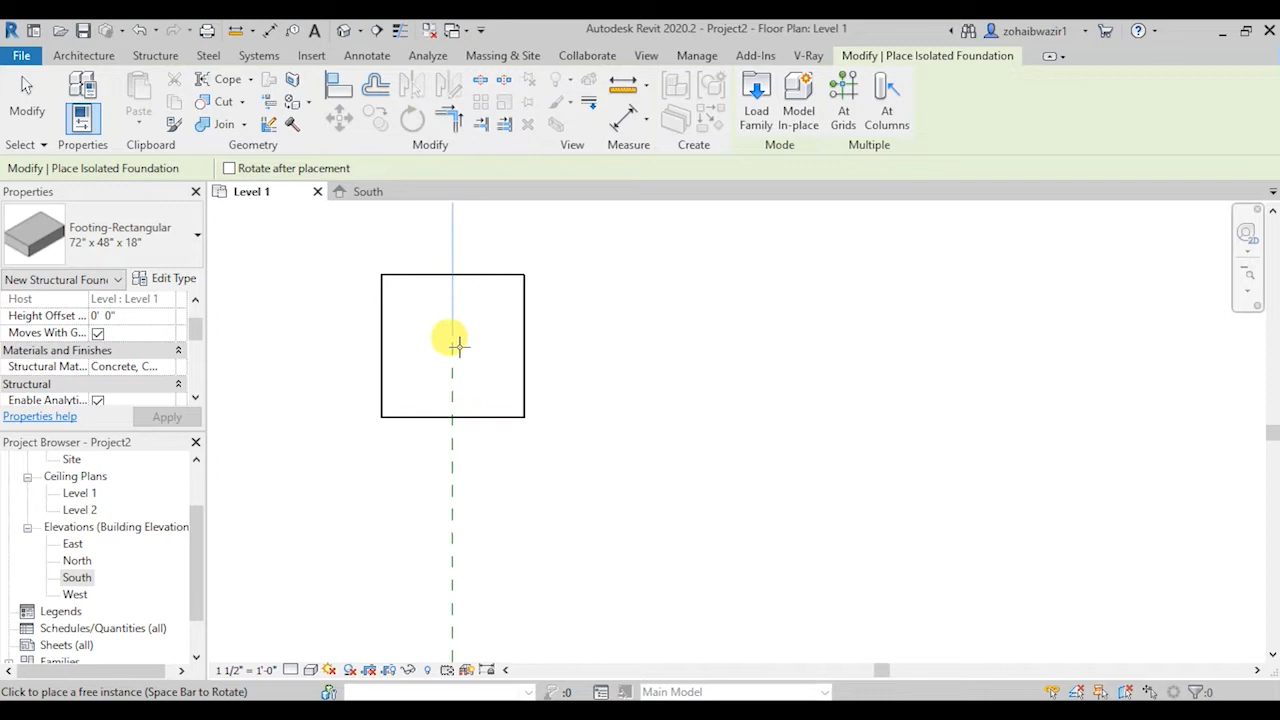 Autodesk Revit 2020.2 - Project2 - Floor Plan: Level 1
zohaibwazir1
File Architecture Structure Steel Systems Insert Annotate Analyze Massing & Site Collaborate View Manage Add-Ins V-Ray Modify | Place Isolated Foundation
Modify
Paste
Cope
Cut
Join
Load Family
Model In-place
At Grids
At Columns
Select Properties Clipboard Geometry Modify View Measure Create Mode Multiple
Modify | Place Isolated Foundation
Rotate after placement
Properties
Level 1
South
Footing-Rectangular
72" x 48" x 18"
New Structural Foun
Edit Type
Host Level : Level 1
Height Offset ... 0' 0"
Moves With G...
Materials and Finishes
Structural Mat... Concrete, C...
Structural
Enable Analyti...
Properties help
Apply
Project Browser - Project2
Site
Ceiling Plans
Level 1
Level 2
Elevations (Building Elevation
East
North
South
West
Legends
Schedules/Quantities (all)
Sheets (all)
Families
2D
1 1/2" = 1'-0"
Click to place a free instance (Space Bar to Rotate)
:0
Main Model
:0